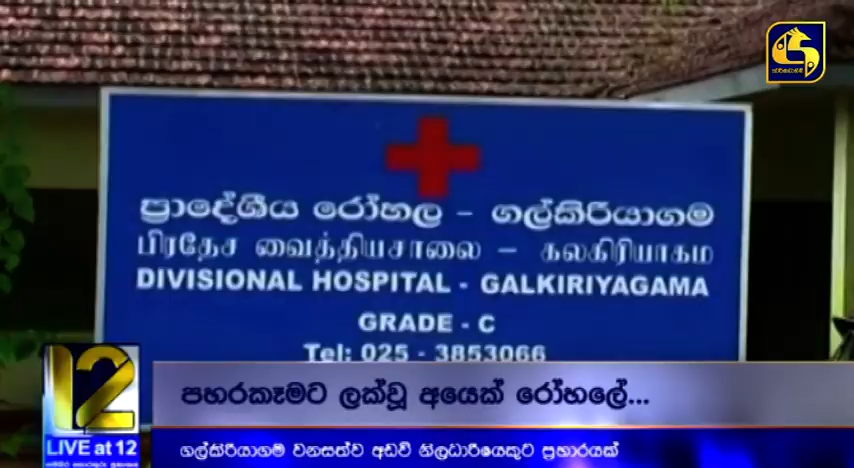 ප්‍රාදේශීය රෝහල - ගල්කිරියාගම
பிரதேச வைத்தியசாலை - கலகிரியாகம
DIVISIONAL HOSPITAL - GALKIRIYAGAMA
GRADE - C
Tel: 025 - 3853066
12
LIVE at 12
පහරකෑමට ලක්වූ අයෙක් රෝහලේ...
ගල්කිරියාගම වනසත්ව අඩවි නිලධාරියෙකුට ප්‍රහාරයක්